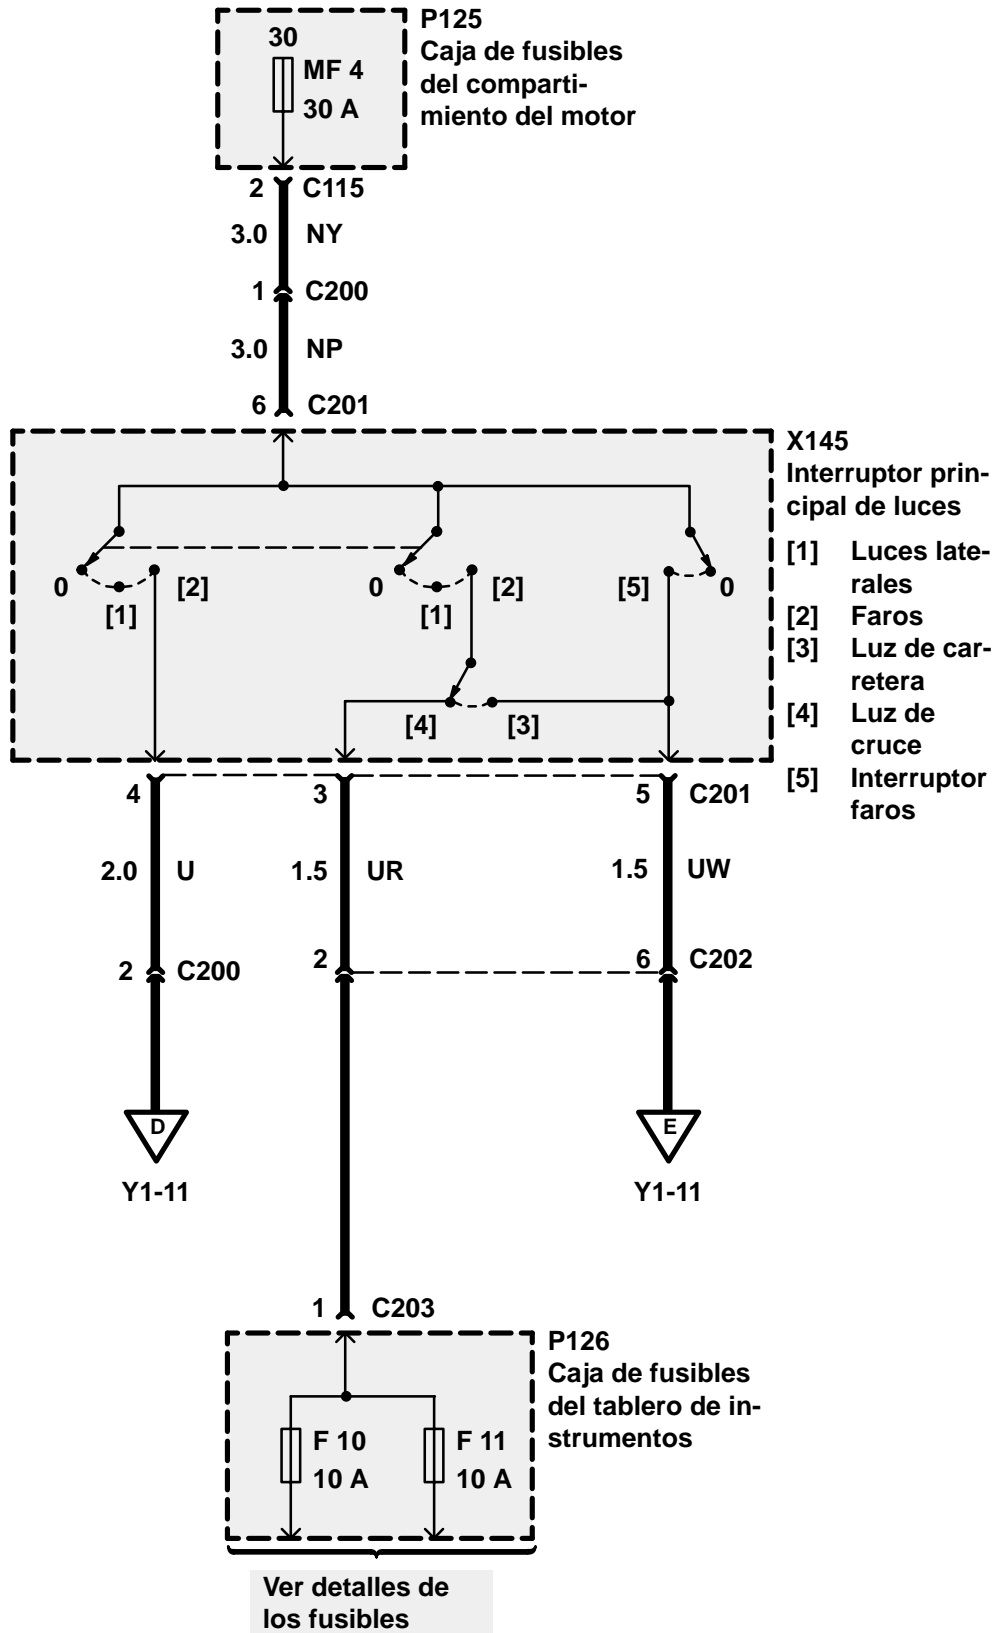 P125
Caja de fusibles
del comparti-
miento del motor
30
MF 4
30 A
2 C115
3.0 NY
1 C200
3.0 NP
6 C201
X145
Interruptor prin-
cipal de luces
[1] Luces late-
rales
[2] Faros
[3] Luz de car-
retera
[4] Luz de
cruce
[5] Interruptor
faros
0 [1] [2]
0 [1] [2]
[5] 0
[4] [3]
4 3 5 C201
2.0 U 1.5 UR 1.5 UW
2 C200 2 6 C202
D E
Y1-11 Y1-11
1 C203
P126
Caja de fusibles
del tablero de in-
strumentos
F 10 F 11
10 A 10 A
Ver detalles de
los fusibles